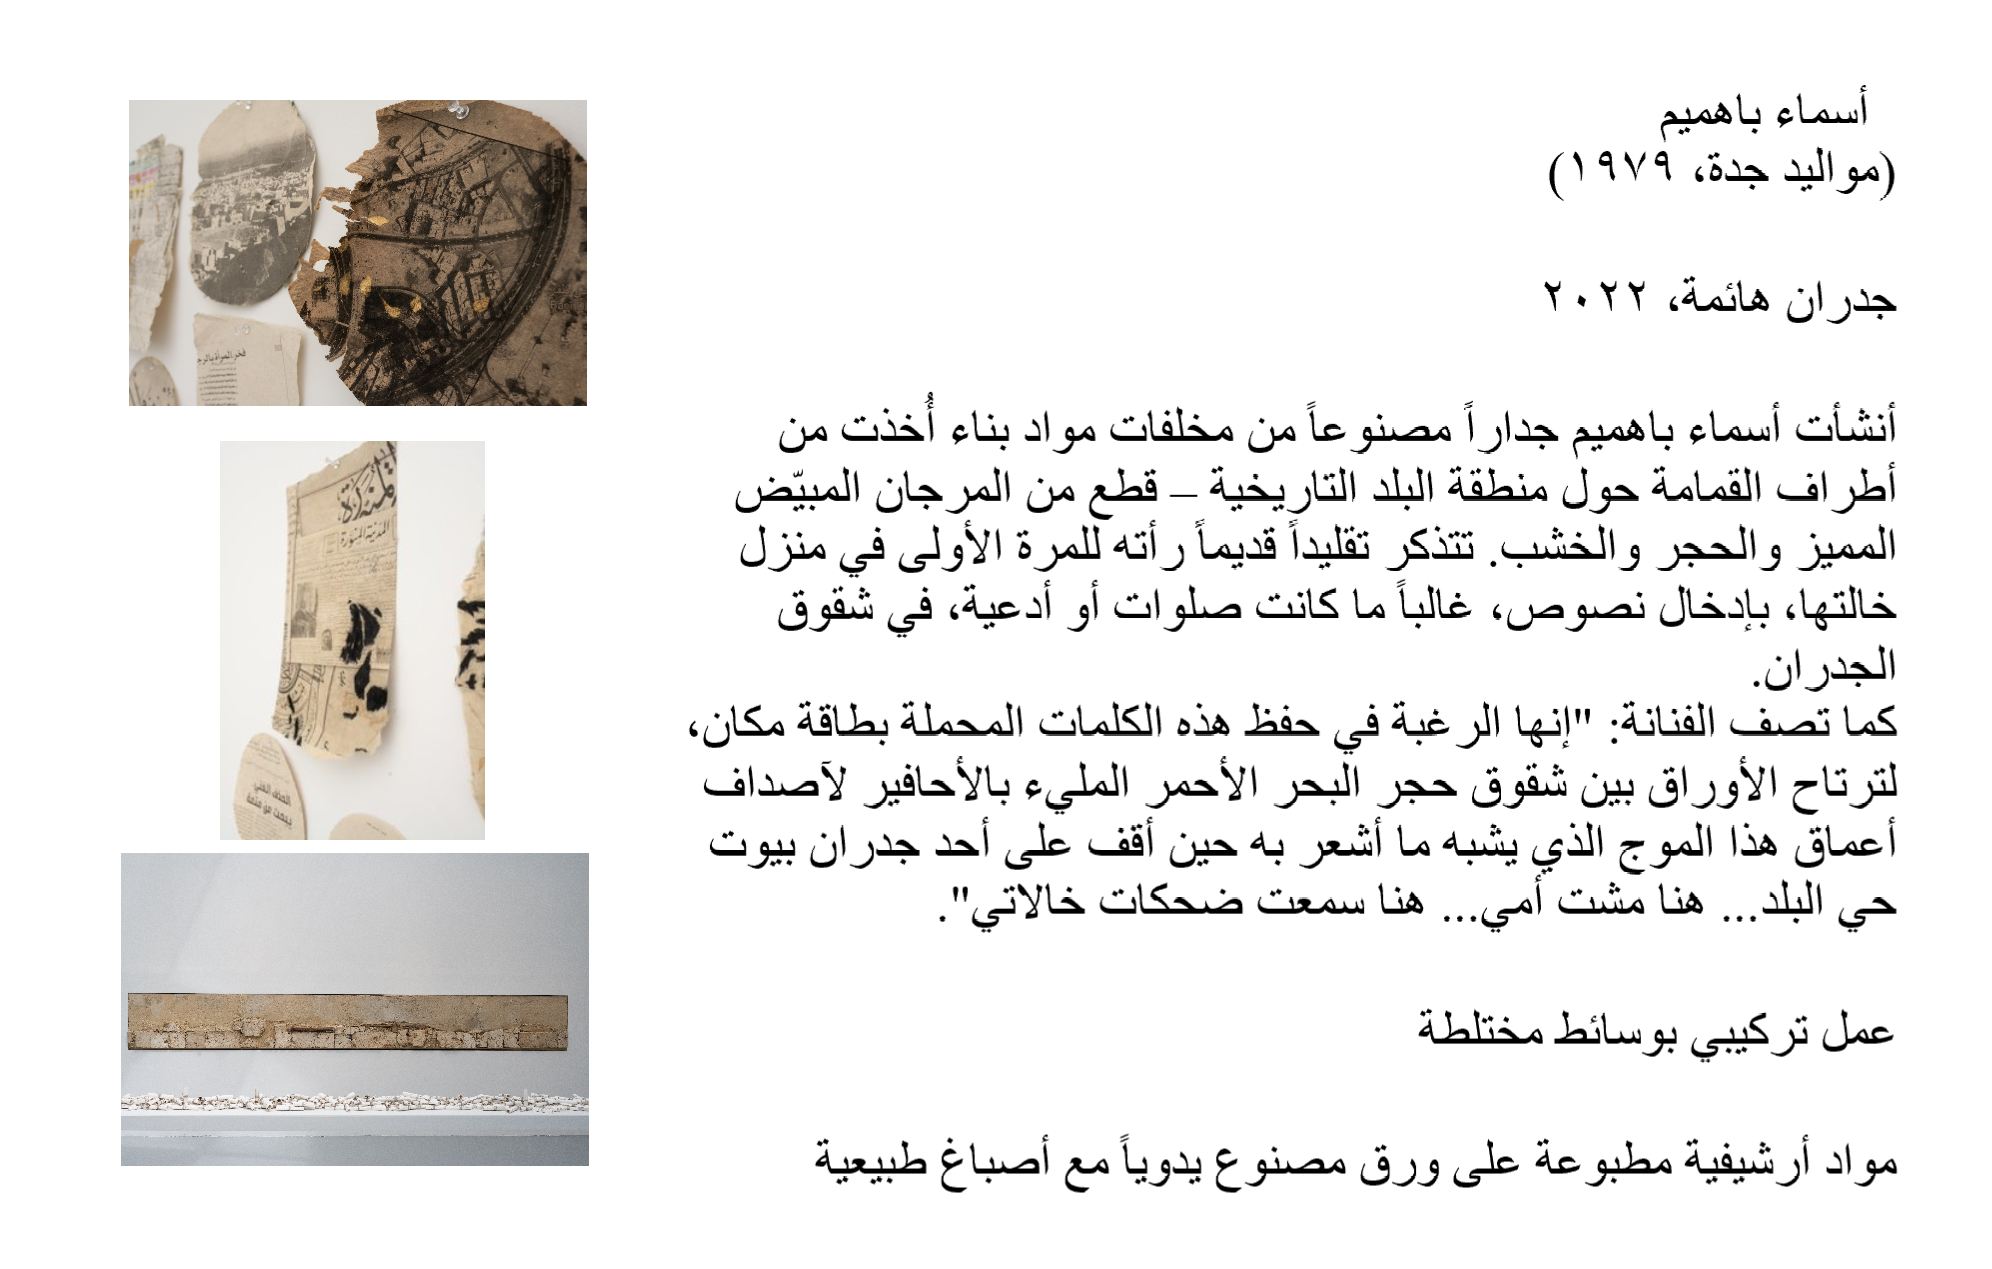 أسماء باهميم
(مواليد جدة، ١٩٧٩)
جدران هائمة، ٢٠٢٢
أنشأت أسماء باهميم جداراً مصنوعاً من مخلفات مواد بناء أُخذت من
أطراف القمامة حول منطقة البلد التاريخية – قطع من المرجان المبيّض
المميز والحجر والخشب. تتذكر تقليداً قديماً رأته للمرة الأولى في منزل
خالتها، بإدخال نصوص، غالباً ما كانت صلوات أو أدعية، في شقوق
الجدران.
كما تصف الفنانة: "إنها الرغبة في حفظ هذه الكلمات المحملة بطاقة مكان،
لترتاح الأوراق بين شقوق حجر البحر الأحمر المليء بالأحافير لآصداف
أعماق هذا الموج الذي يشبه ما أشعر به حين أقف على أحد جدران بيوت
حي البلد... هنا مشت أمي... هنا سمعت ضحكات خالاتي".
عمل تركيبي بوسائط مختلطة
مواد أرشيفية مطبوعة على ورق مصنوع يدوياً مع أصباغ طبيعية
فخر المرأة بالرج
المدينة المنورة